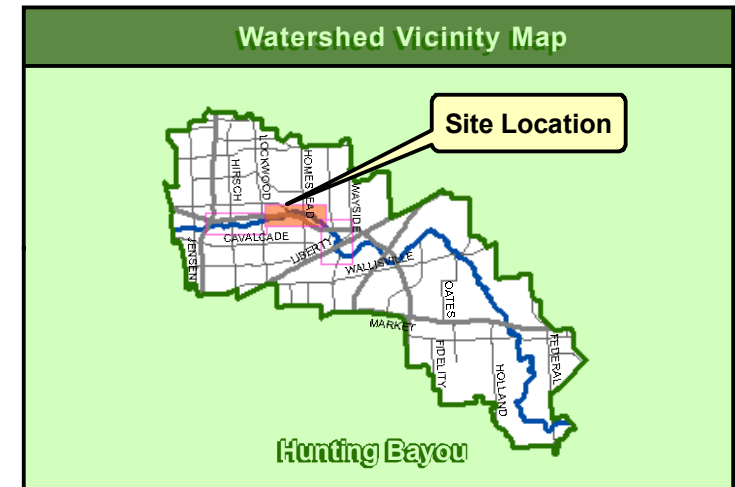 Watershed Vicinity Map
Site Location
HIRSCH
LOCKWOOD
HOMESTEAD
WAYSIDE
JENSEN
CAVALCADE
LIBERTY
WALLISVILLE
OATES
MARKET
FIDELITY
HOLLAND
FEDERAL
Hunting Bayou